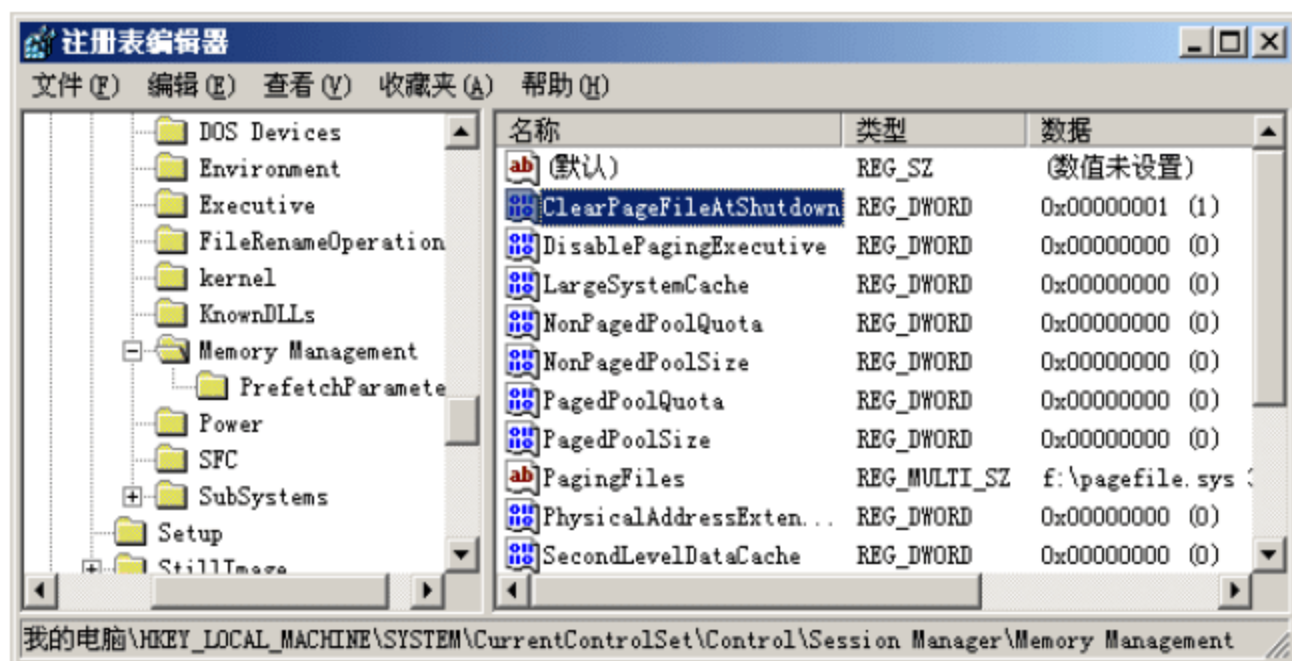 注册表编辑器
文件(F) 编辑(E) 查看(V) 收藏夹(A) 帮助(H)
DOS Devices
Environment
Executive
FileRenameOperation
kernel
KnownDLLs
Memory Management
PrefetchParamete
Power
SFC
SubSystems
Setup
StillImage
名称 类型 数据
(默认) REG_SZ (数值未设置)
ClearPageFileAtShutdown REG_DWORD 0x00000001 (1)
DisablePagingExecutive REG_DWORD 0x00000000 (0)
LargeSystemCache REG_DWORD 0x00000000 (0)
NonPagedPoolQuota REG_DWORD 0x00000000 (0)
NonPagedPoolSize REG_DWORD 0x00000000 (0)
PagedPoolQuota REG_DWORD 0x00000000 (0)
PagedPoolSize REG_DWORD 0x00000000 (0)
PagingFiles REG_MULTI_SZ f:\pagefile.sys
PhysicalAddressExten... REG_DWORD 0x00000000 (0)
SecondLevelDataCache REG_DWORD 0x00000000 (0)
我的电脑\HKEY_LOCAL_MACHINE\SYSTEM\CurrentControlSet\Control\Session Manager\Memory Management